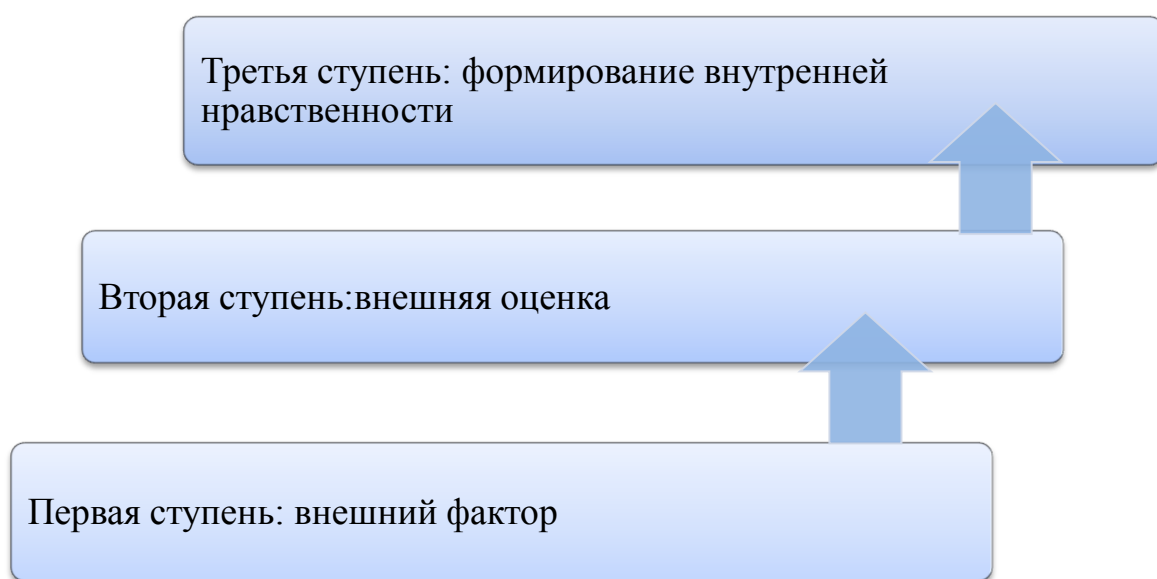 Третья ступень: формирование внутренней
нравственности
Вторая ступень:внешняя оценка
Первая ступень: внешний фактор